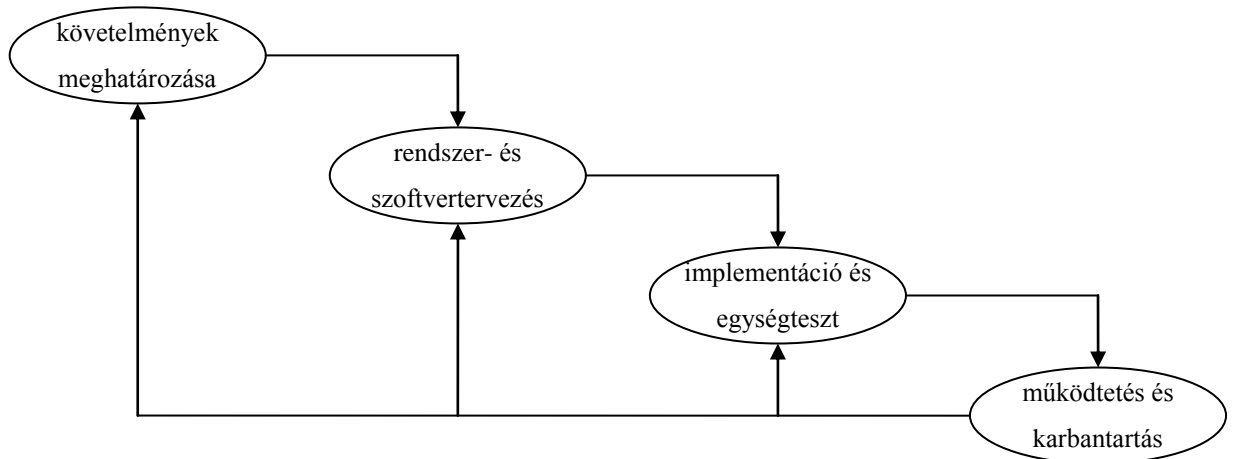 követelmények
meghatározása
rendszer- és
szoftvertervezés
implementáció és
egységteszt
működtetés és
karbantartás